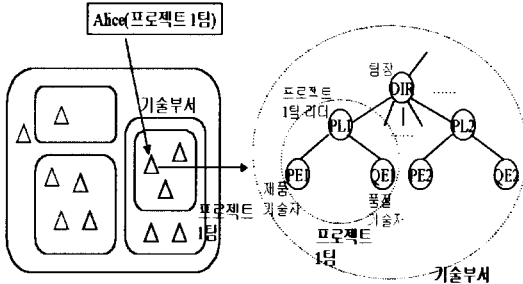 Alice(프로젝트 1팀)
기술부서
프로젝트
1팀
팀장
DIR
......
프로젝트
1팀 리더
PL1
......
PL2
PE1
QE1
PE2
QE2
제품
기술자
품질
기술자
프로젝트
1팀
기술부서